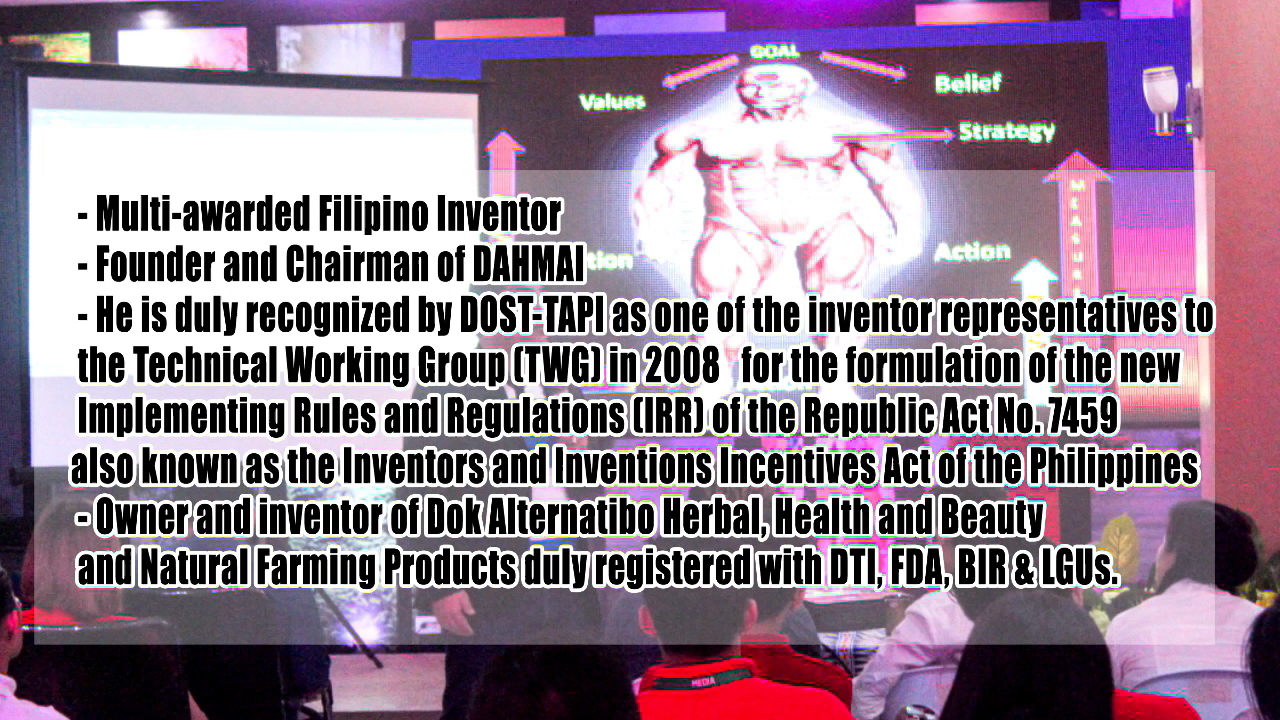 GOAL
Values
Belief
Strategy
- Multi-awarded Filipino Inventor
- Founder and Chairman of DAHMAI
Action
- He is duly recognized by DOST-TAPI as one of the inventor representatives to
the Technical Working Group (TWG) in 2008 for the formulation of the new
Implementing Rules and Regulations (IRR) of the Republic Act No. 7459
also known as the Inventors and Inventions Incentives Act of the Philippines
- Owner and inventor of Dok Alternatibo Herbal, Health and Beauty
and Natural Farming Products duly registered with DTI, FDA, BIR & LGUs.
MEDIA